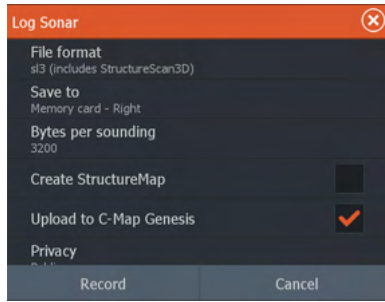 Log Sonar
File format
sl3 (includes StructureScan3D)
Save to
Memory card - Right
Bytes per sounding
3200
Create StructureMap
Upload to C-Map Genesis
Privacy
Record Cancel